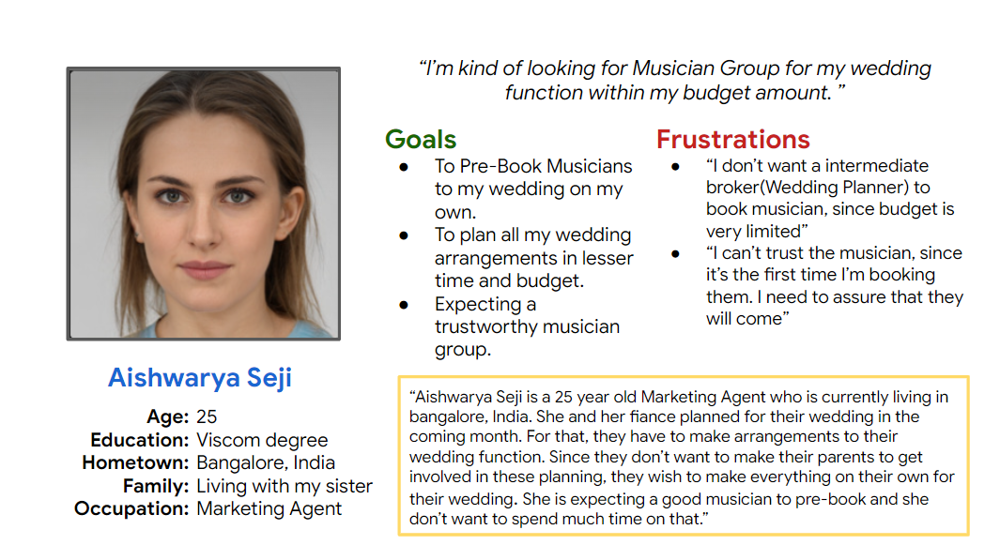 “I’m kind of looking for Musician Group for my wedding
function within my budget amount. ”
Goals
● To Pre-Book Musicians
to my wedding on my
own.
● To plan all my wedding
arrangements in lesser
time and budget.
● Expecting a
trustworthy musician
group.
Frustrations
● “I don’t want a intermediate
broker(Wedding Planner) to
book musician, since budget is
very limited”
● “I can’t trust the musician, since
it’s the first time I’m booking
them. I need to assure that they
will come”
Aishwarya Seji
Age: 25
Education: Viscom degree
Hometown: Bangalore, India
Family: Living with my sister
Occupation: Marketing Agent
“Aishwarya Seji is a 25 year old Marketing Agent who is currently living in
bangalore, India. She and her fiance planned for their wedding in the
coming month. For that, they have to make arrangements to their
wedding function. Since they don’t want to make their parents to get
involved in these planning, they wish to make everything on their own for
their wedding. She is expecting a good musician to pre-book and she
don’t want to spend much time on that.”